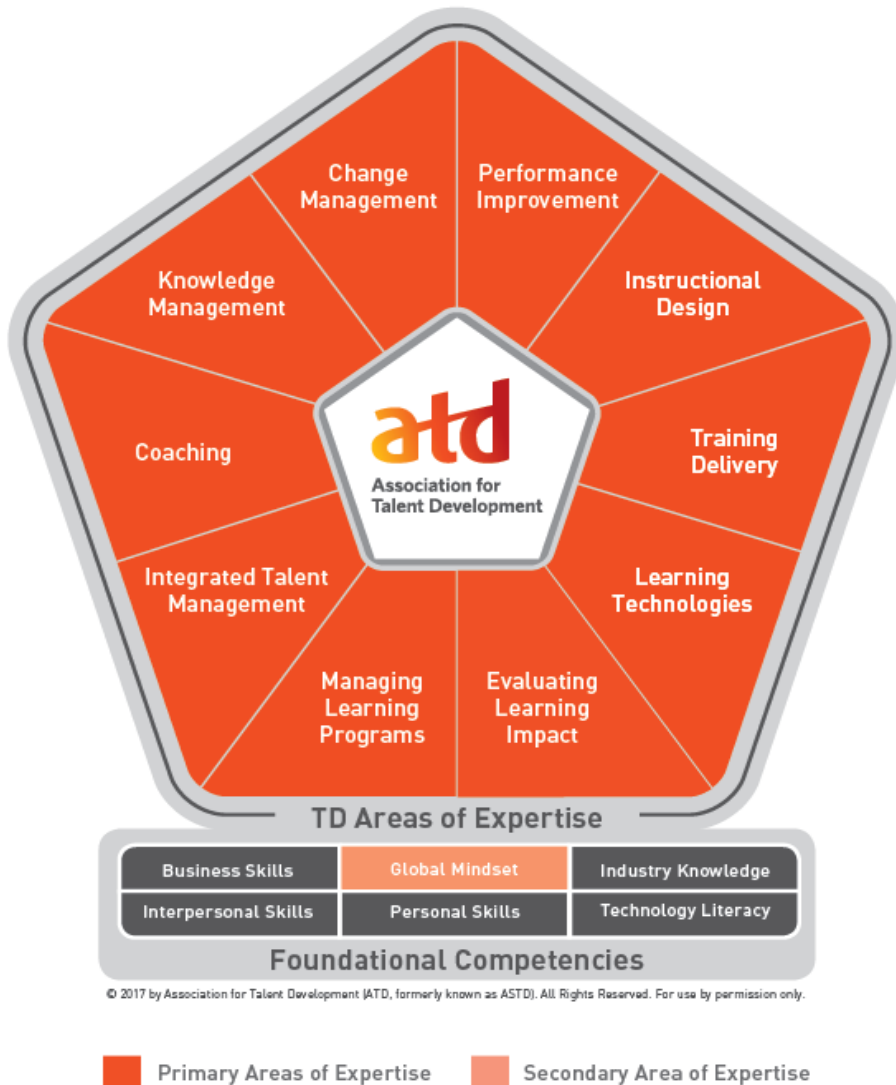 Change
Management
Performance
Improvement
Knowledge
Management
Instructional
Design
Coaching
atd
Association for
Talent Development
Training
Delivery
Integrated Talent
Management
Learning
Technologies
Managing
Learning
Programs
Evaluating
Learning
Impact
TD Areas of Expertise
Business Skills
Global Mindset
Industry Knowledge
Interpersonal Skills
Personal Skills
Technology Literacy
Foundational Competencies
© 2017 by Association for Talent Development (ATD, formerly known as ASTD). All Rights Reserved. For use by permission only.
Primary Areas of Expertise
Secondary Area of Expertise